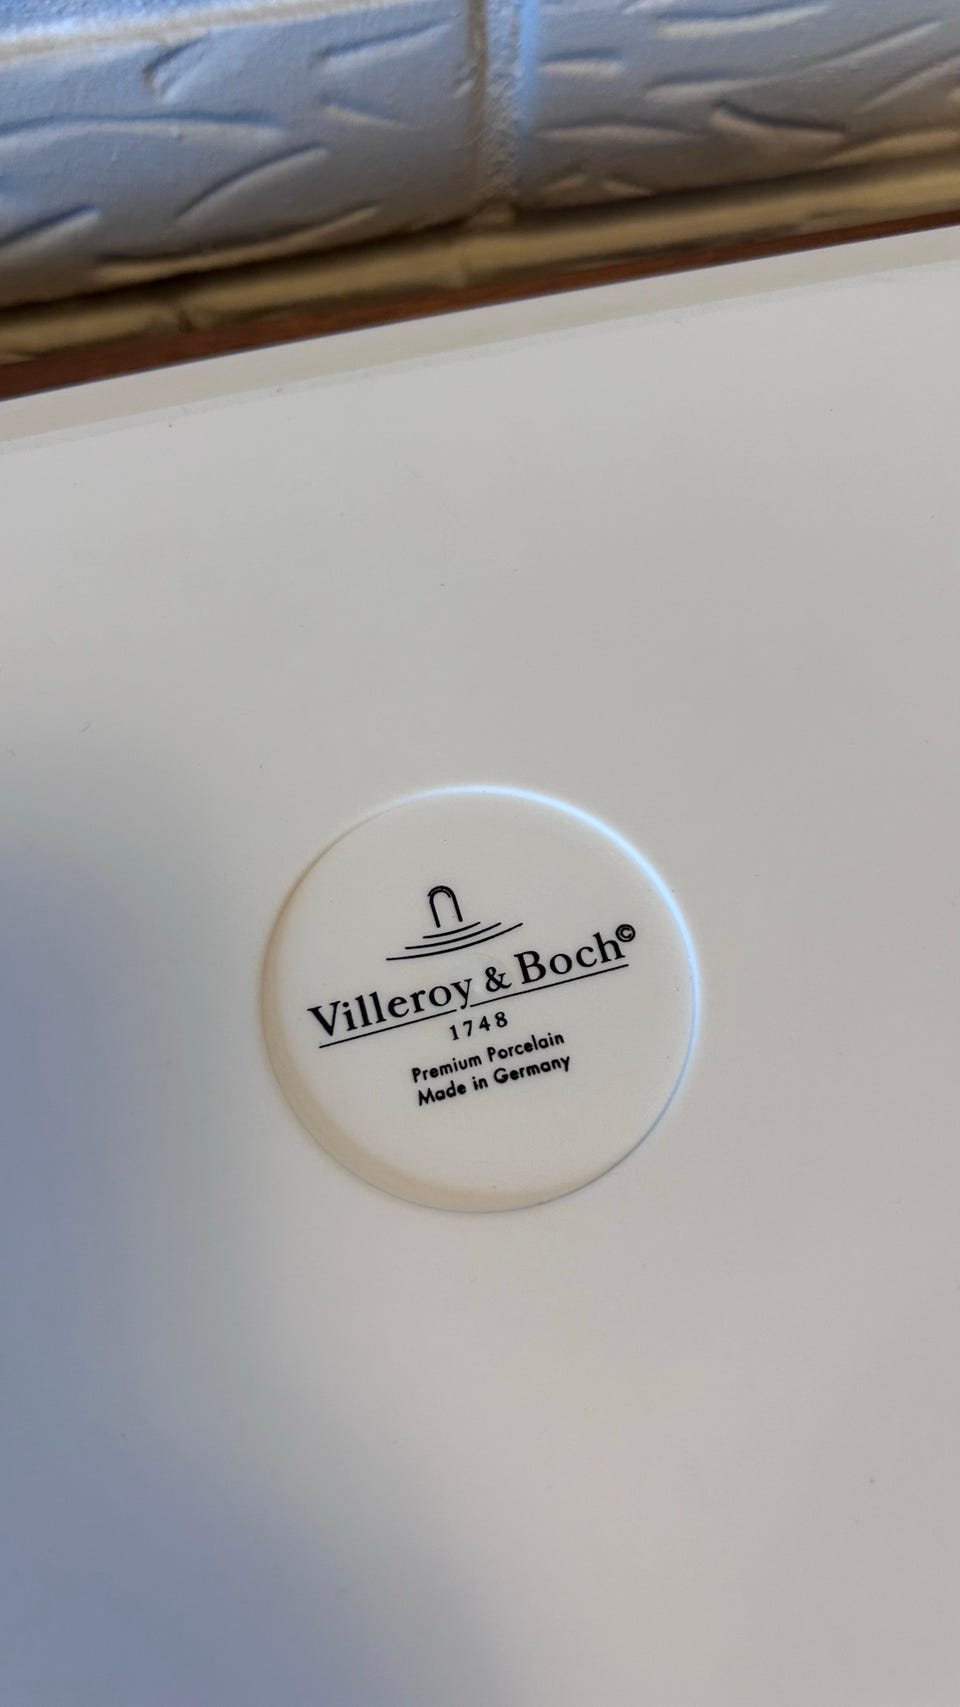 Villeroy & Boch©
1748
Premium Porcelain
Made in Germany